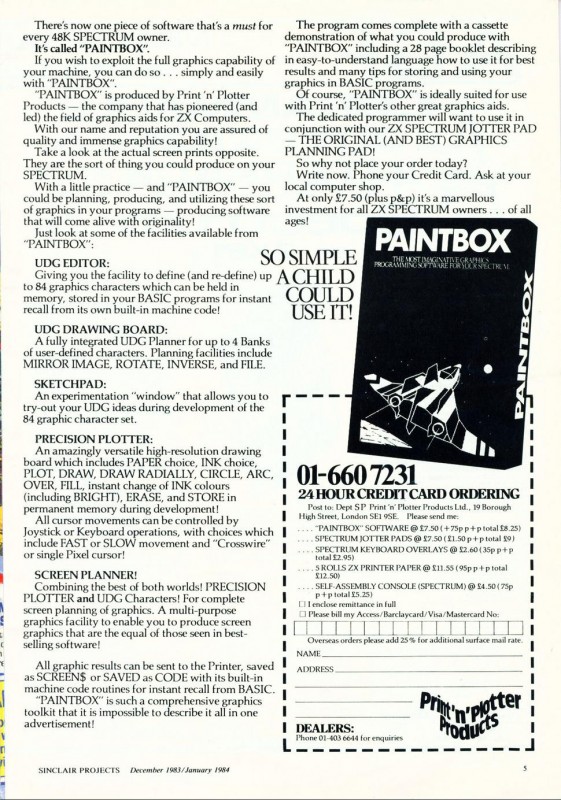 There's now one piece of software that's a must for
every 48K SPECTRUM owner.
It's called "PAINTBOX".
If you wish to exploit the full graphics capability of
your machine, you can do so . . . simply and easily
with "PAINTBOX".
"PAINTBOX" is produced by Print 'n' Plotter
Products — the company that has pioneered (and
led) the field of graphics aids for ZX Computers.
With our name and reputation you are assured of
quality and immense graphics capability!
Take a look at the actual screen prints opposite.
They are the sort of thing you could produce on your
SPECTRUM.
With a little practice — and "PAINTBOX" — you
could be planning, producing, and utilizing these sort
of graphics in your programs — producing software
that will come alive with originality!
Just look at some of the facilities available from
"PAINTBOX":
UDG EDITOR:
Giving you the facility to define (and re-define) up
to 84 graphics characters which can be held in
memory, stored in your BASIC programs for instant
recall from its own built-in machine code!
UDG DRAWING BOARD:
A fully integrated UDG Planner for up to 4 Banks
of user-defined characters. Planning facilities include
MIRROR IMAGE, ROTATE, INVERSE, and FILE.
SKETCHPAD:
An experimentation "window" that allows you to
try-out your UDG ideas during development of the
84 graphic character set.
PRECISION PLOTTER:
An amazingly versatile high-resolution drawing
board which includes PAPER choice, INK choice,
PLOT, DRAW, DRAW RADIALLY, CIRCLE, ARC,
OVER, FILL, instant change of INK colours
(including BRIGHT), ERASE, and STORE in
permanent memory during development!
All cursor movements can be controlled by
Joystick or Keyboard operations, with choices which
include FAST or SLOW movement and "Crosswire"
or single Pixel cursor!
SCREEN PLANNER!
Combining the best of both worlds! PRECISION
PLOTTER and UDG Characters! For complete
screen planning of graphics. A multi-purpose
graphics facility to enable you to produce screen
graphics that are the equal of those seen in best-
selling software!
All graphic results can be sent to the Printer, saved
as SCREEN$ or SAVED as CODE with its built-in
machine code routines for instant recall from BASIC.
"PAINTBOX" is such a comprehensive graphics
toolkit that it is impossible to describe it all in one
advertisement!
The program comes complete with a cassette
demonstration of what you could produce with
"PAINTBOX" including a 28 page booklet describing
in easy-to-understand language how to use it for best
results and many tips for storing and using your
graphics in BASIC programs.
Of course, "PAINTBOX" is ideally suited for use
with Print 'n' Plotter's other great graphics aids.
The dedicated programmer will want to use it in
conjunction with our ZX SPECTRUM JOTTER PAD
— THE ORIGINAL (AND BEST) GRAPHICS
PLANNING PAD!
So why not place your order today?
Write now. Phone your Credit Card. Ask at your
local computer shop.
At only £7.50 (plus p&p) it's a marvellous
investment for all ZX SPECTRUM owners . . . of all
ages!
SO SIMPLE
A CHILD
COULD
USE IT!
PAINTBOX
THE MOST IMAGINATIVE GRAPHICS
PROGRAMMING SOFTWARE FOR YOUR SPECTRUM.
PAINTBOX
01-660 7231
24 HOUR CREDIT CARD ORDERING
Post to: Dept SP Print 'n' Plotter Products Ltd., 19 Borough
High Street, London SE1 9SE. Please send me:
. . . . "PAINTBOX" SOFTWARE @ £7.50 (+75p p+p total £8.25)
. . . . SPECTRUM JOTTER PADS @ £7.50 (£1.50 p+p total £9)
. . . . SPECTRUM KEYBOARD OVERLAYS @ £2.60 (35p p+p
total £2.95)
. . . . 5 ROLLS ZX PRINTER PAPER @ £11.55 (95p p+p total
£12.50)
. . . . SELF-ASSEMBLY CONSOLE (SPECTRUM) @ £4.50 (75p
p+p total £5.25)
☐ I enclose remittance in full
☐ Please bill my Access/Barclaycard/Visa/Mastercard No:
Overseas orders please add 25% for additional surface mail rate.
NAME
ADDRESS
Print 'n' Plotter
Products
DEALERS:
Phone 01-403 6644 for enquiries
SINCLAIR PROJECTS December 1983/January 1984
5